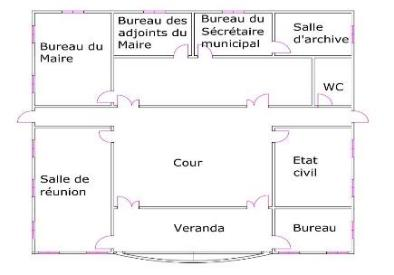 Bureau du
Maire
Bureau des
adjoints du
Maire
Bureau du
Sécrétaire
municipal
Salle
d'archive
WC
Cour
Etat
civil
Salle de
réunion
Veranda
Bureau